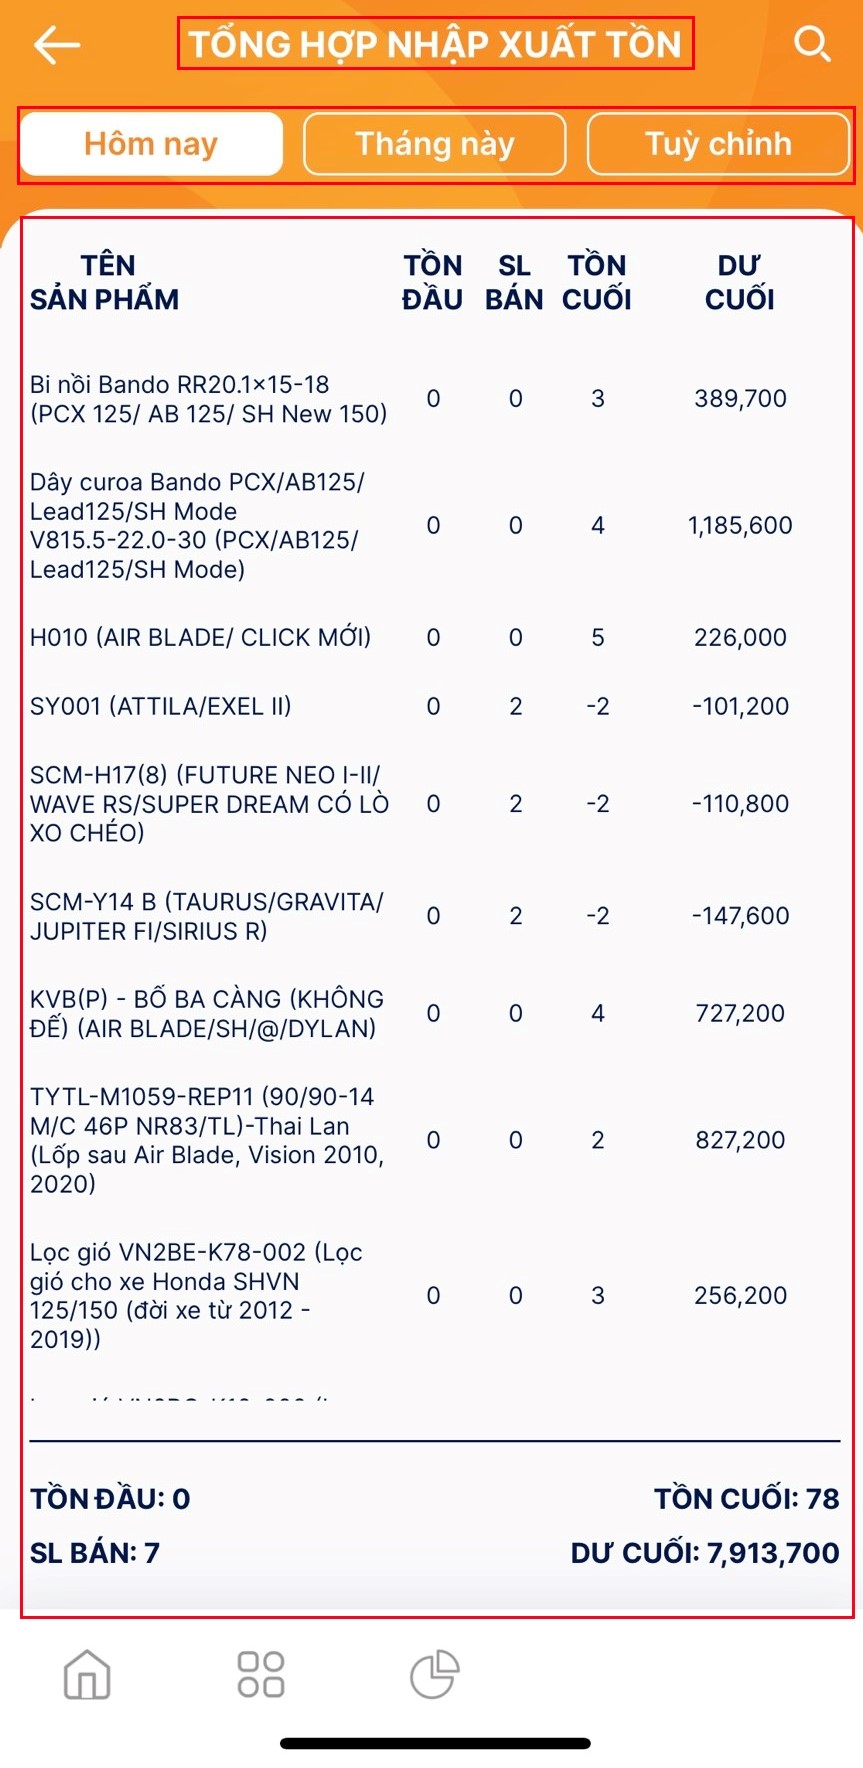 TỔNG HỢP NHẬP XUẤT TỒN
Hôm nay
Tháng này
Tuỳ chỉnh
TÊN TỒN SL TỒN DƯ
SẢN PHẨM ĐẦU BÁN CUỐI CUỐI
Bi nồi Bando RR20.1x15-18
(PCX 125/ AB 125/ SH New 150)
0 0 3 389,700
Dây curoa Bando PCX/AB125/
Lead125/SH Mode
V815.5-22.0-30 (PCX/AB125/
Lead125/SH Mode)
0 0 4 1,185,600
H010 (AIR BLADE/ CLICK MỚI) 0 0 5 226,000
SY001 (ATTILA/EXEL II) 0 2 -2 -101,200
SCM-H17(8) (FUTURE NEO I-II/
WAVE RS/SUPER DREAM CÓ LÒ
XO CHÉO)
0 2 -2 -110,800
SCM-Y14 B (TAURUS/GRAVITA/
JUPITER FI/SIRIUS R)
0 2 -2 -147,600
KVB(P) - BỐ BA CÀNG (KHÔNG
ĐẾ) (AIR BLADE/SH/@/DYLAN)
0 0 4 727,200
TYTL-M1059-REP11 (90/90-14
M/C 46P NR83/TL)-Thai Lan
(Lốp sau Air Blade, Vision 2010,
2020)
0 0 2 827,200
Lọc gió VN2BE-K78-002 (Lọc
gió cho xe Honda SHVN
125/150 (đời xe từ 2012 -
2019))
0 0 3 256,200
TỒN ĐẦU: 0
TỒN CUỐI: 78
SL BÁN: 7
DƯ CUỐI: 7,913,700